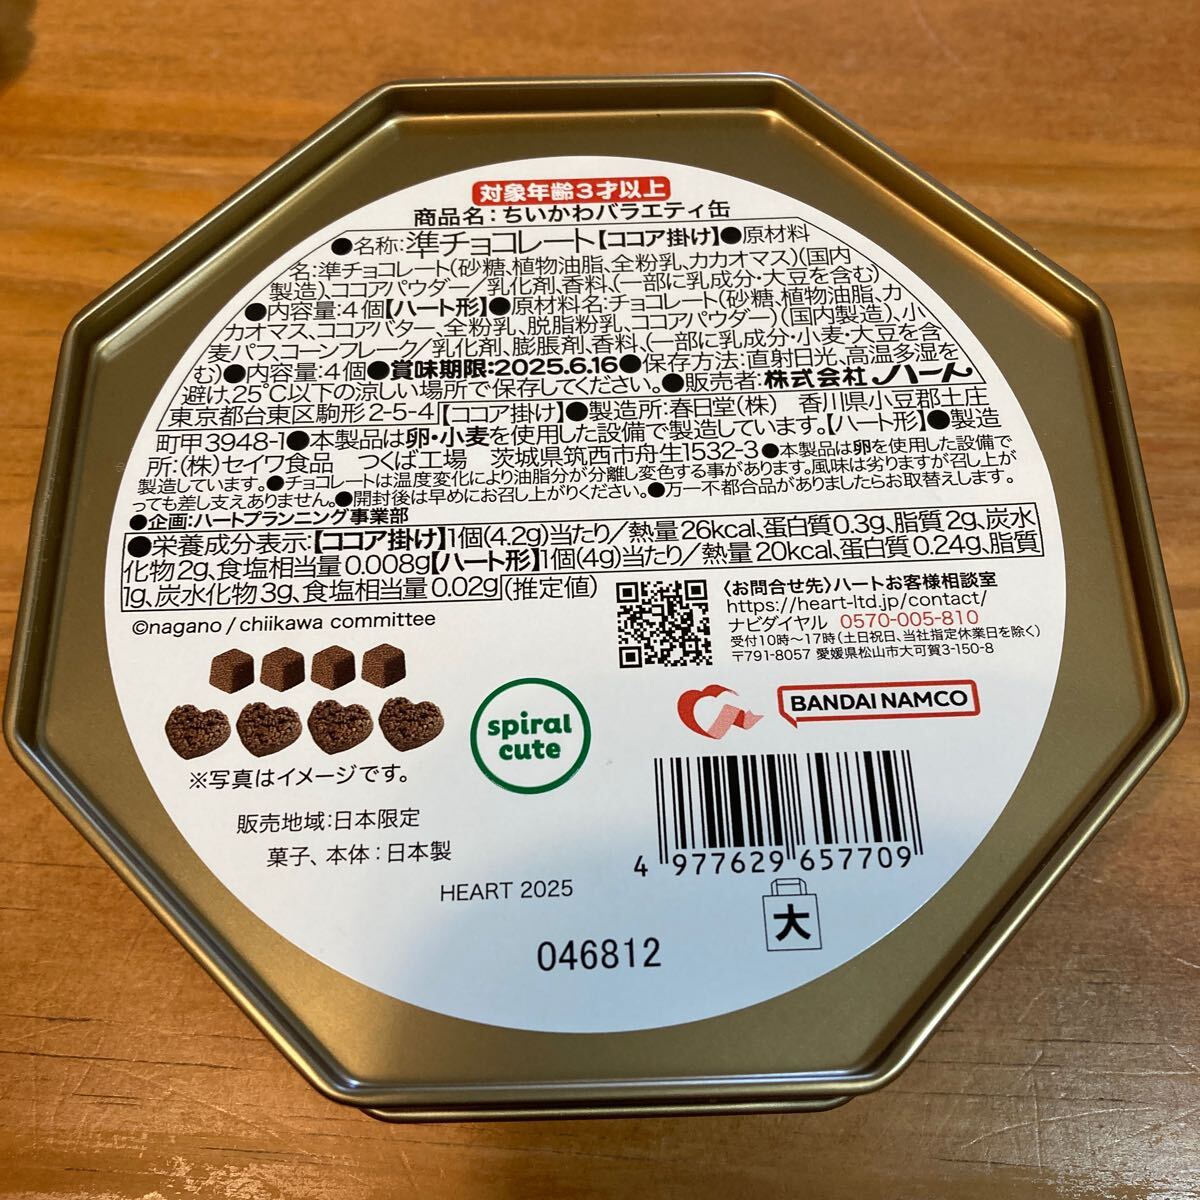 対象年齢3才以上
商品名:ちいかわバラエティ缶
●名称:準チョコレート【ココア掛け】●原材料
名:準チョコレート(砂糖、植物油脂、全粉乳、カカオマス)(国内
製造)、ココアパウダー/乳化剤、香料、(一部に乳成分・大豆を含む)
●内容量:4個【ハート形】●原材料名:チョコレート(砂糖、植物油脂、カ
カオマス、ココアバター、全粉乳、脱脂粉乳、ココアパウダー)(国内製造)、小
麦パフ、コーンフレーク/乳化剤、膨脹剤、香料、(一部に乳成分・小麦・大豆を含
む)●内容量:4個●賞味期限:2025.6.16●保存方法:直射日光、高温多湿を
避け、25℃以下の涼しい場所で保存してください。●販売者:株式会社ハート
東京都台東区駒形2-5-4【ココア掛け】●製造所:春日堂(株) 香川県小豆郡土庄
町甲3948-1●本製品は卵・小麦を使用した設備で製造しています。【ハート形】●製造
所:(株)セイワ食品 つくば工場 茨城県筑西市舟生1532-3●本製品は卵を使用した設備で
製造しています。●チョコレートは温度変化により油脂分が分離し変色する事があります。風味は劣りますが召し上が
っても差し支えありません。●開封後は早めにお召し上がりください。●万一不都合品がありましたらお取替えします。
●企画:ハートプランニング事業部
●栄養成分表示:【ココア掛け】1個(4.2g)当たり/熱量26kcal、蛋白質0.3g、脂質2g、炭水
化物2g、食塩相当量0.008g【ハート形】1個(4g)当たり/熱量20kcal、蛋白質0.24g、脂質
1g、炭水化物3g、食塩相当量0.02g(推定値)
©nagano / chiikawa committee
〈お問合せ先〉ハートお客様相談室
https://heart-ltd.jp/contact/
ナビダイヤル 0570-005-810
受付10時〜17時(土日祝日、当社指定休業日を除く)
〒791-8057 愛媛県松山市大可賀3-150-8
spiral
cute
BANDAI NAMCO
※写真はイメージです。
販売地域:日本限定
菓子、本体:日本製
HEART 2025
4 977629 657709
大
046812